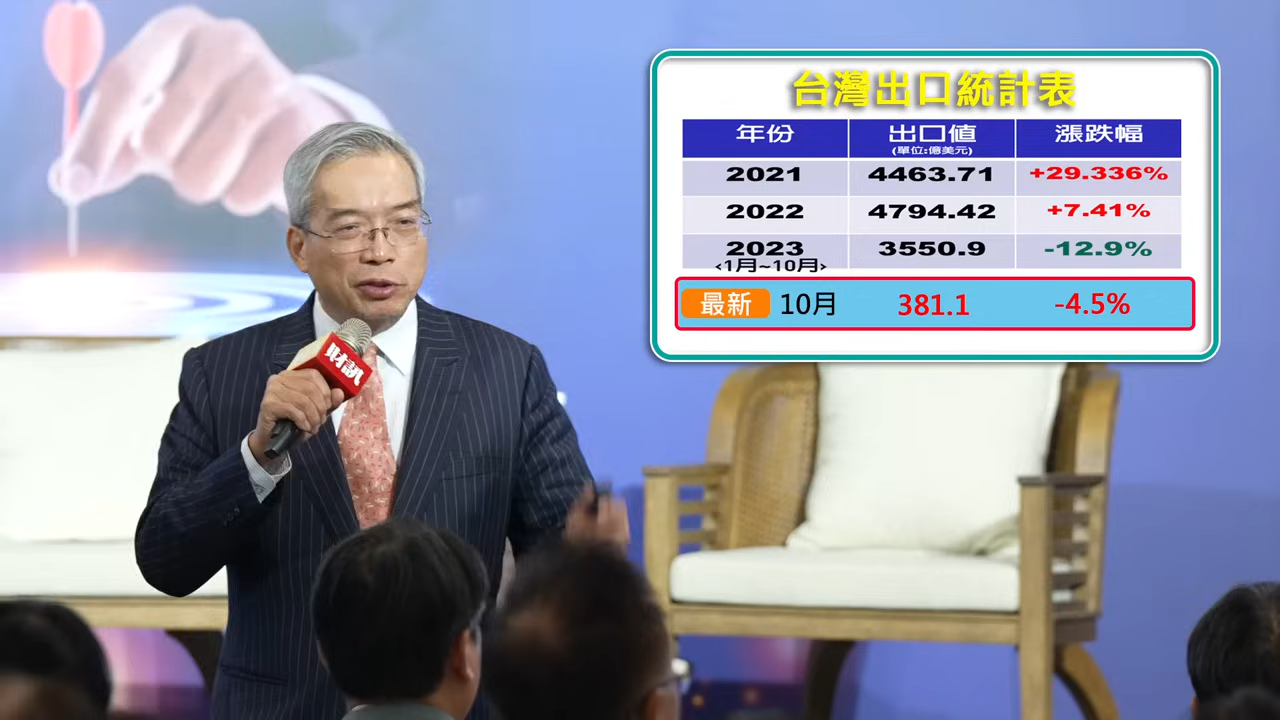 台灣出口統計表
年份 出口值 漲跌幅
(單位:億美元)
2021 4463.71 +29.336%
2022 4794.42 +7.41%
2023 3550.9 -12.9%
<1月~10月>
最新 10月 381.1 -4.5%
財訊